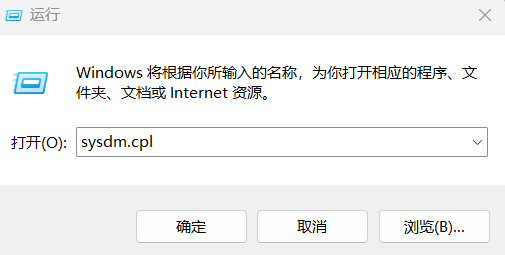 运行
Windows 将根据你所输入的名称，为你打开相应的程序、文
件夹、文档或 Internet 资源。
打开(O): sysdm.cpl
确定 取消 浏览(B)...